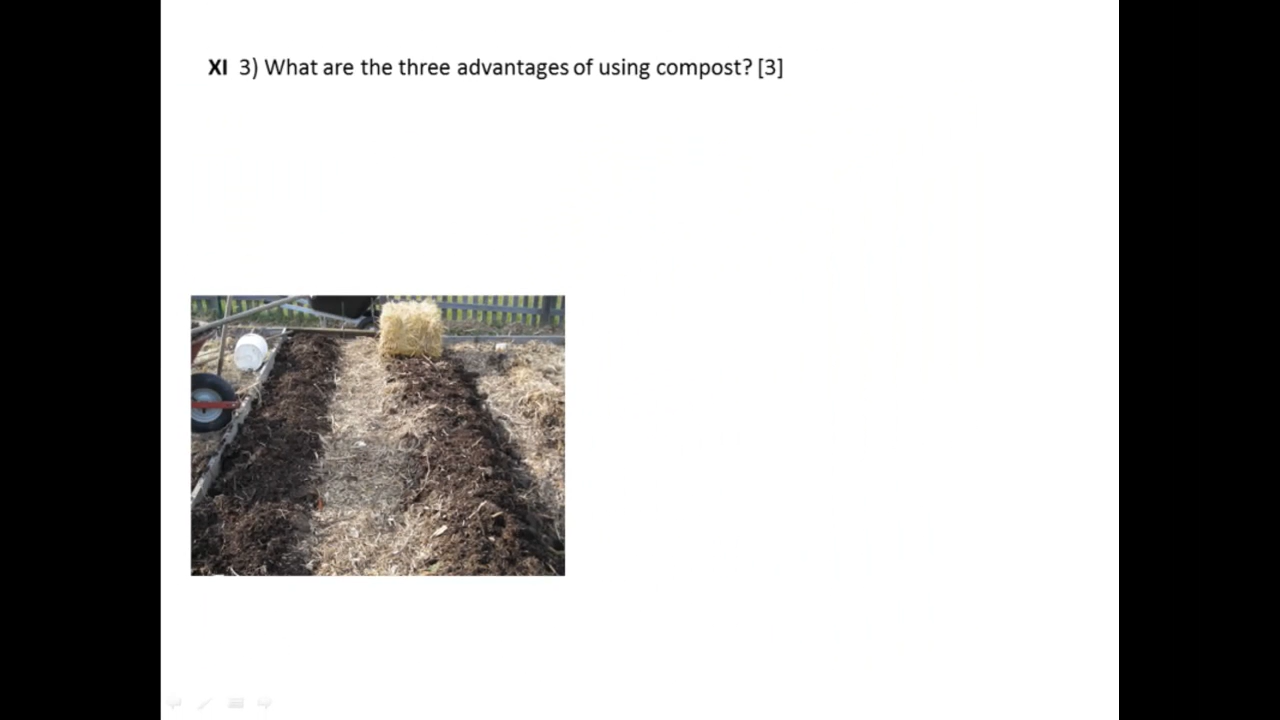 XI 3) What are the three advantages of using compost? [3]